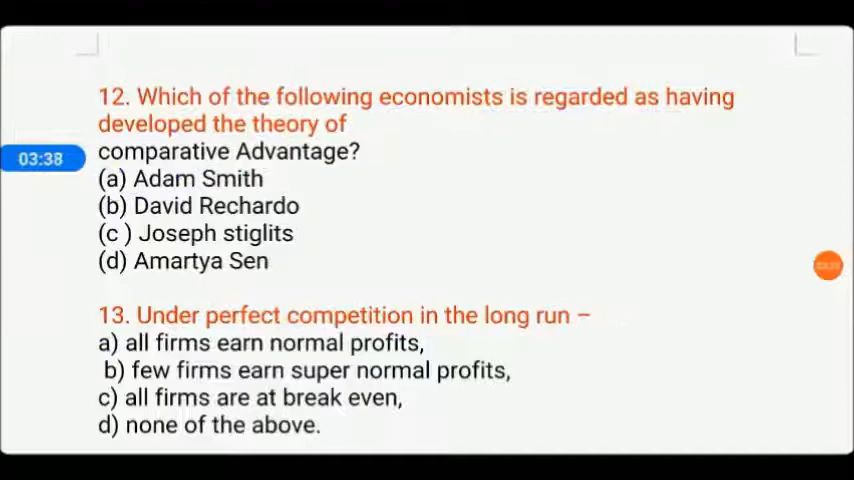 12. Which of the following economists is regarded as having
developed the theory of
03:38
comparative Advantage?
(a) Adam Smith
(b) David Rechardo
(c ) Joseph stiglits
(d) Amartya Sen
13. Under perfect competition in the long run –
a) all firms earn normal profits,
b) few firms earn super normal profits,
c) all firms are at break even,
d) none of the above.